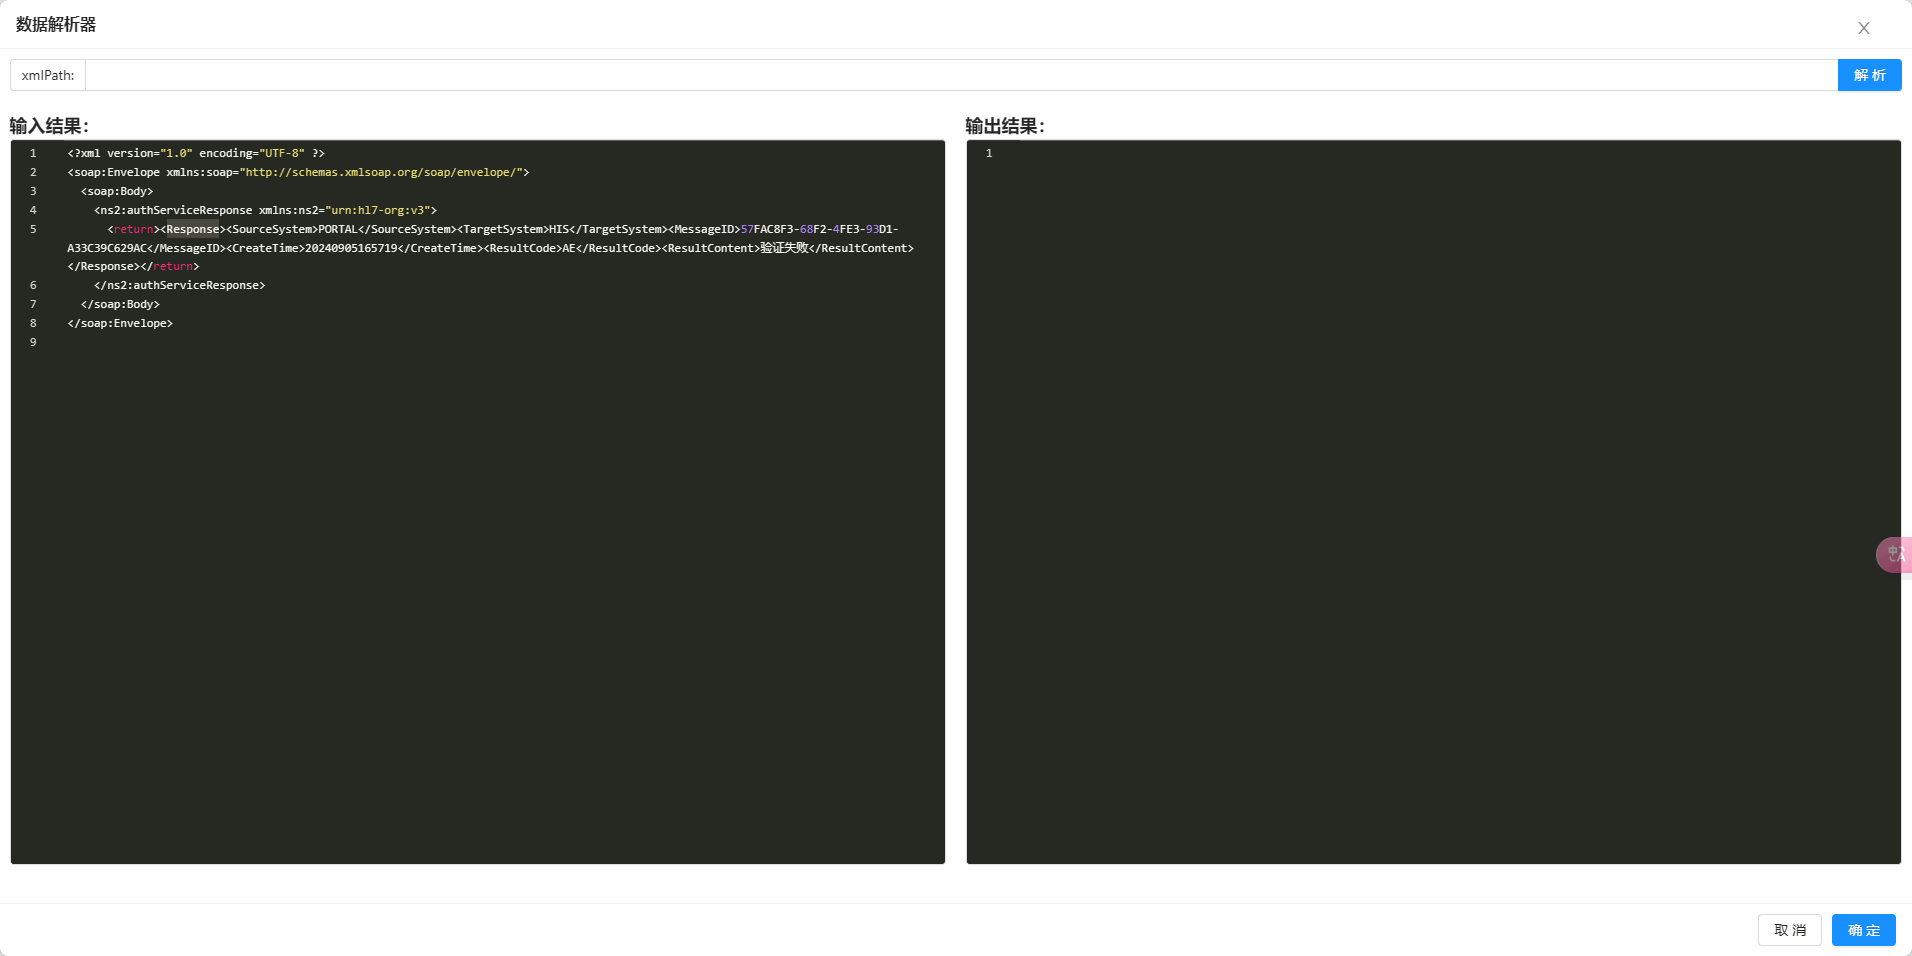 数据解析器
xmlPath:
解 析
输入结果:
1 <?xml version="1.0" encoding="UTF-8" ?>
2 <soap:Envelope xmlns:soap="http://schemas.xmlsoap.org/soap/envelope/">
3 <soap:Body>
4 <ns2:authServiceResponse xmlns:ns2="urn:hl7-org:v3">
5 <return><Response><SourceSystem>PORTAL</SourceSystem><TargetSystem>HIS</TargetSystem><MessageID>57FAC8F3-68F2-4FE3-93D1-
A33C39C629AC</MessageID><CreateTime>20240905165719</CreateTime><ResultCode>AE</ResultCode><ResultContent>验证失败</ResultContent>
</Response></return>
6 </ns2:authServiceResponse>
7 </soap:Body>
8 </soap:Envelope>
9
输出结果:
1
中
A
取 消
确 定